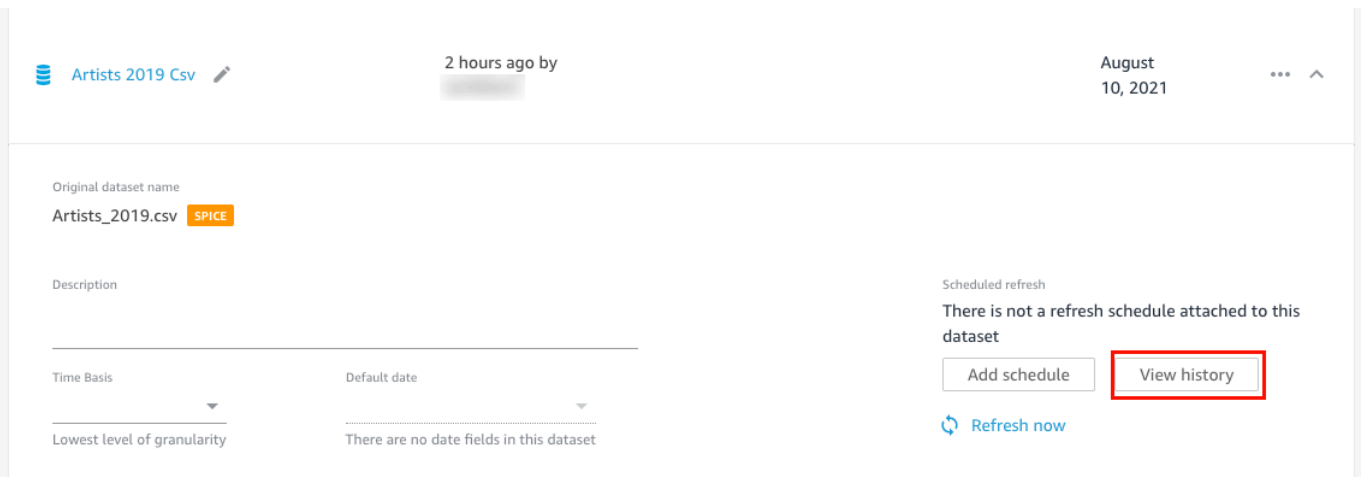 Artists 2019 Csv
2 hours ago by
August
10, 2021
Original dataset name
Artists_2019.csv SPICE
Description
Scheduled refresh
There is not a refresh schedule attached to this
dataset
Add schedule
View history
Refresh now
Time Basis
Default date
Lowest level of granularity
There are no date fields in this dataset